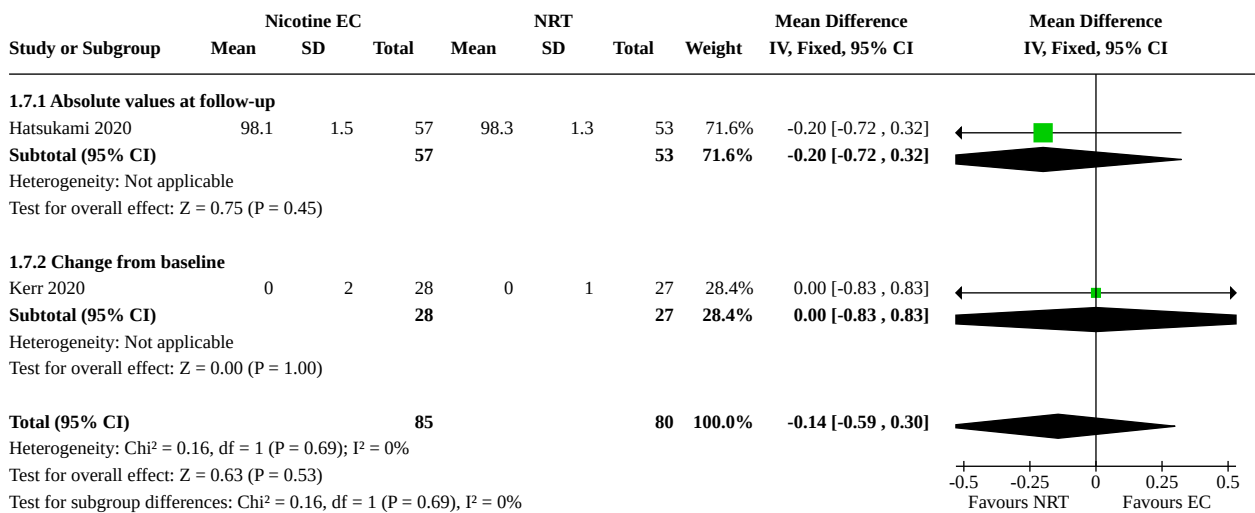 Nicotine EC NRT Mean Difference Mean Difference
Study or Subgroup Mean SD Total Mean SD Total Weight IV, Fixed, 95% CI IV, Fixed, 95% CI
1.7.1 Absolute values at follow-up
Hatsukami 2020 98.1 1.5 57 98.3 1.3 53 71.6% -0.20 [-0.72 , 0.32]
Subtotal (95% CI) 57 53 71.6% -0.20 [-0.72 , 0.32]
Heterogeneity: Not applicable
Test for overall effect: Z = 0.75 (P = 0.45)
1.7.2 Change from baseline
Kerr 2020 0 2 28 0 1 27 28.4% 0.00 [-0.83 , 0.83]
Subtotal (95% CI) 28 27 28.4% 0.00 [-0.83 , 0.83]
Heterogeneity: Not applicable
Test for overall effect: Z = 0.00 (P = 1.00)
Total (95% CI) 85 80 100.0% -0.14 [-0.59 , 0.30]
Heterogeneity: Chi² = 0.16, df = 1 (P = 0.69); I² = 0%
Test for overall effect: Z = 0.63 (P = 0.53)
Test for subgroup differences: Chi² = 0.16, df = 1 (P = 0.69), I² = 0%
-0.5 -0.25 0 0.25 0.5
Favours NRT Favours EC